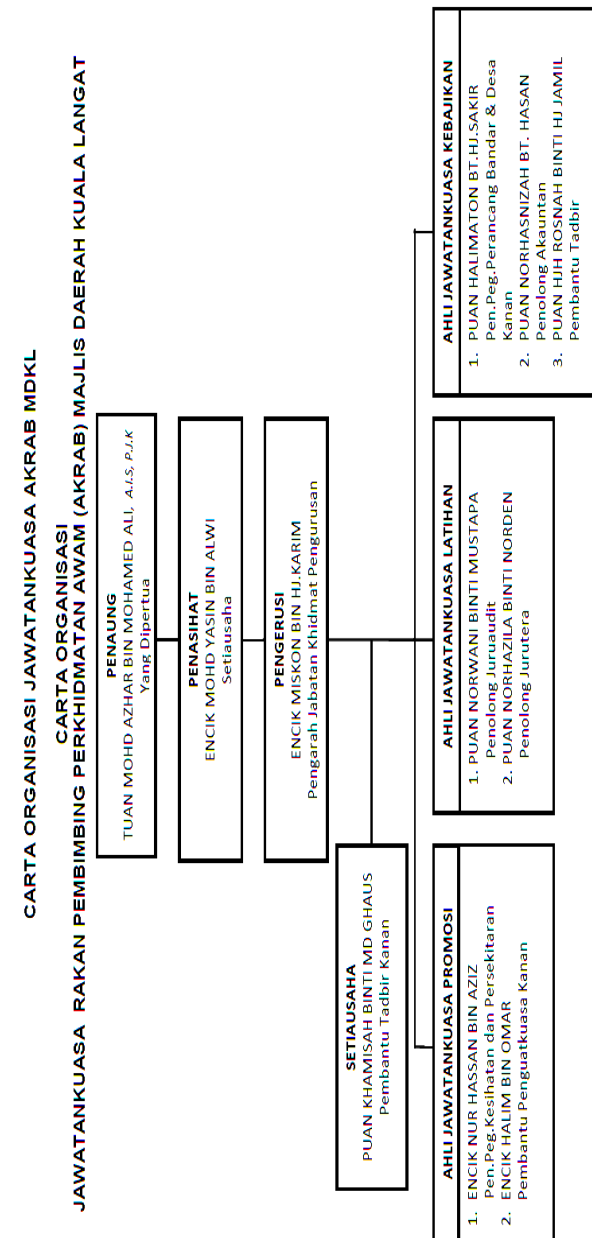 CARTA ORGANISASI JAWATANKUASA AKRAB MDKL
CARTA ORGANISASI
JAWATANKUASA RAKAN PEMBIMBING PERKHIDMATAN AWAM (AKRAB) MAJLIS DAERAH KUALA LANGAT
PENAUNG
TUAN MOHD AZHAR BIN MOHAMED ALI, A.I.S, P.J.K
Yang Dipertua
PENASIHAT
ENCIK MOHD YASIN BIN ALWI
Setiausaha
PENGERUSI
ENCIK MISKON BIN HJ.KARIM
Pengarah Jabatan Khidmat Pengurusan
SETIAUSAHA
PUAN KHAMISAH BINTI MD GHAUS
Pembantu Tadbir Kanan
AHLI JAWATANKUASA PROMOSI
1. ENCIK NUR HASSAN BIN AZIZ
Pen.Peg.Kesihatan dan Persekitaran
2. ENCIK HALIM BIN OMAR
Pembantu Penguatkuasa Kanan
AHLI JAWATANKUASA LATIHAN
1. PUAN NORWANI BINTI MUSTAPA
Penolong Juruaudit
2. PUAN NORHAZILA BINTI NORDEN
Penolong Jurutera
AHLI JAWATANKUASA KEBAJIKAN
1. PUAN HALIMATON BT.HJ.SAKIR
Pen.Peg.Perancang Bandar & Desa
Kanan
2. PUAN NORHASNIZAH BT. HASAN
Penolong Akauntan
3. PUAN HJH ROSNAH BINTI HJ JAMIL
Pembantu Tadbir